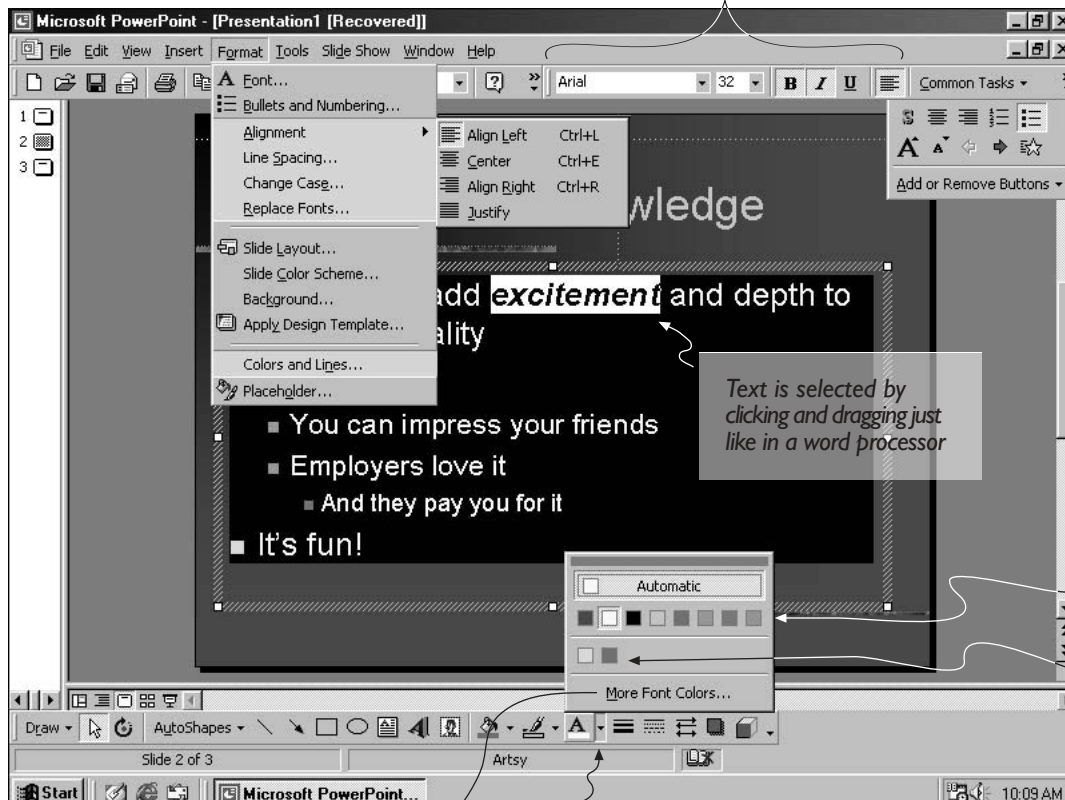 Microsoft PowerPoint - [Presentation1 [Recovered]]
File Edit View Insert Format Tools Slide Show Window Help
Arial 32 B I U Common Tasks
1
2
3
A Font...
Bullets and Numbering...
Alignment
Line Spacing...
Change Case...
Replace Fonts...
Slide Layout...
Slide Color Scheme...
Background...
Apply Design Template...
Colors and Lines...
Placeholder...
Align Left Ctrl+L
Center Ctrl+E
Align Right Ctrl+R
Justify
Add or Remove Buttons
wledge
add excitement and depth to
ality
Text is selected by
clicking and dragging just
like in a word processor
You can impress your friends
Employers love it
And they pay you for it
It's fun!
Automatic
More Font Colors...
Draw AutoShapes A
Slide 2 of 3 Artsy
Start Microsoft PowerPoint... 10:09 AM